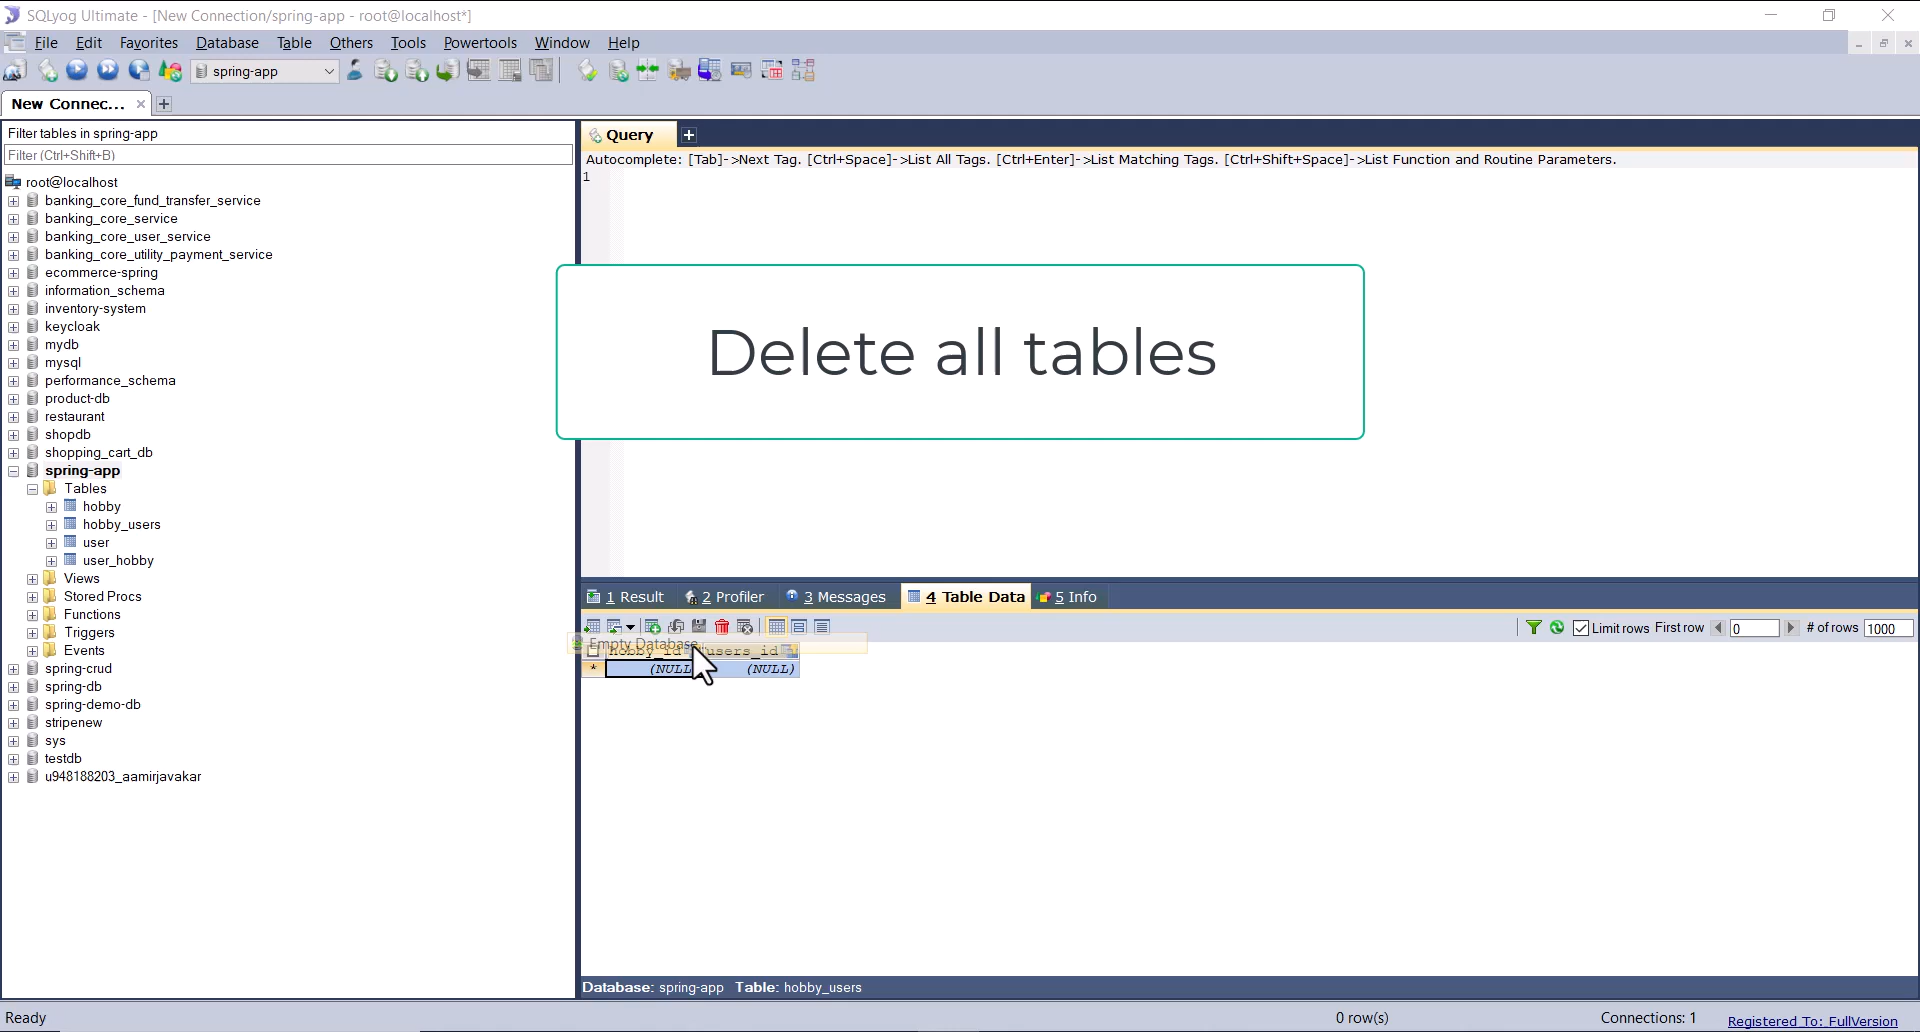 SQLyog Ultimate - [New Connection/spring-app - root@localhost*]
File Edit Favorites Database Table Others Tools Powertools Window Help
spring-app
New Connec...
Filter tables in spring-app
Filter (Ctrl+Shift+B)
root@localhost
banking_core_fund_transfer_service
banking_core_service
banking_core_user_service
banking_core_utility_payment_service
ecommerce-spring
information_schema
inventory-system
keycloak
mydb
mysql
performance_schema
product-db
restaurant
shopdb
shopping_cart_db
spring-app
Tables
hobby
hobby_users
user
user_hobby
Views
Stored Procs
Functions
Triggers
Events
spring-crud
spring-db
spring-demo-db
stripenew
sys
testdb
u948188203_aamirjavakar
Query
Autocomplete: [Tab]->Next Tag. [Ctrl+Space]->List All Tags. [Ctrl+Enter]->List Matching Tags. [Ctrl+Shift+Space]->List Function and Routine Parameters.
1
Delete all tables
1 Result 2 Profiler 3 Messages 4 Table Data 5 Info
Limit rows First row 0 # of rows 1000
Empty Database...
hobby_id users_id
* (NULL) (NULL)
Database: spring-app Table: hobby_users
Ready 0 row(s) Connections: 1 Registered To: FullVersion